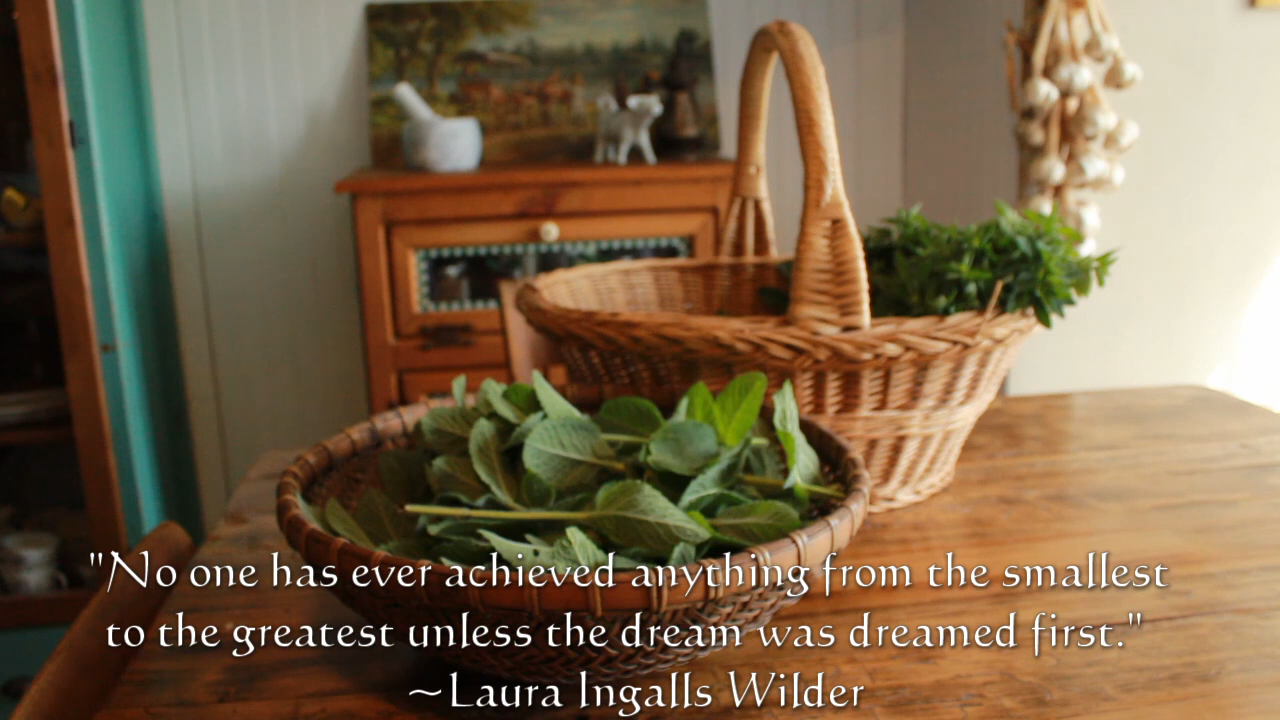 "No one has ever achieved anything from the smallest
to the greatest unless the dream was dreamed first."
~Laura Ingalls Wilder